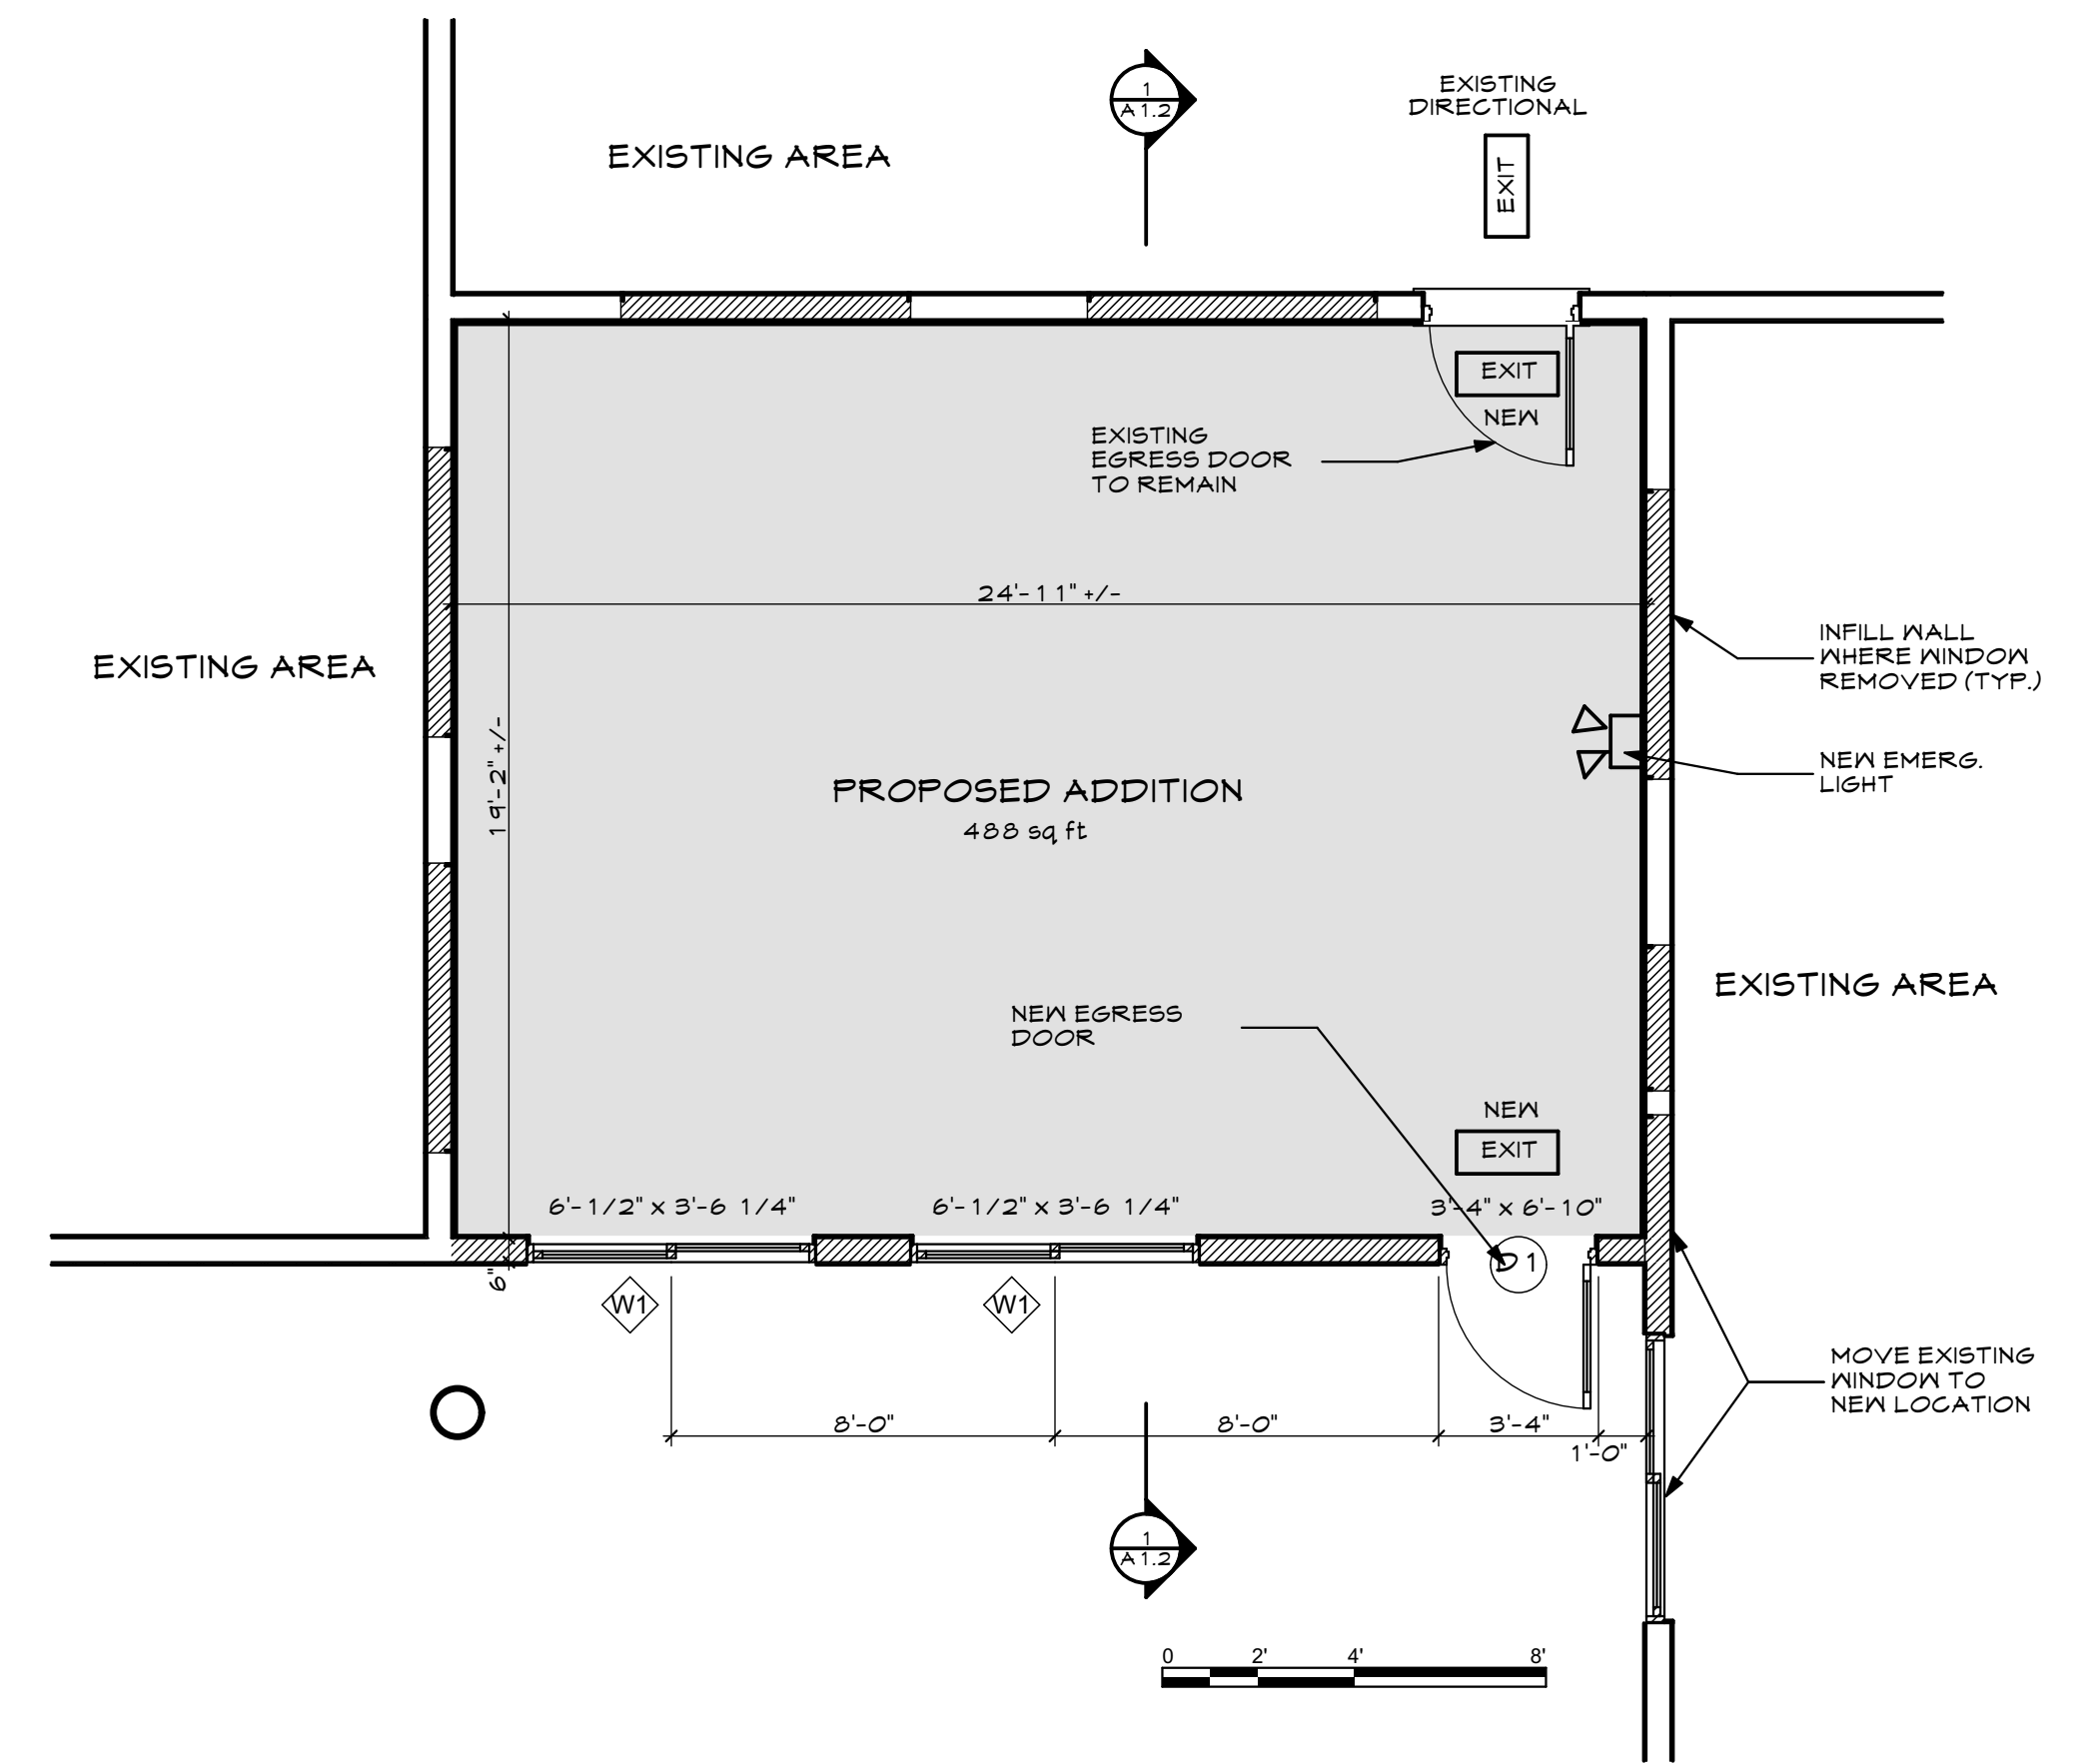 1
A 1.2
EXISTING
DIRECTIONAL
EXIT
EXISTING AREA
EXIT
NEW
EXISTING
EGRESS DOOR
TO REMAIN
24'-11" +/-
INFILL WALL
WHERE WINDOW
REMOVED (TYP.)
EXISTING AREA
19'-2" +/-
NEW EMERG.
LIGHT
PROPOSED ADDITION
488 sq ft
EXISTING AREA
NEW EGRESS
DOOR
NEW
EXIT
6'-1/2" x 3'-6 1/4"
6'-1/2" x 3'-6 1/4"
3'-4" x 6'-10"
6"
D 1
W1
W1
MOVE EXISTING
WINDOW TO
NEW LOCATION
8'-0"
8'-0"
3'-4"
1'-0"
1
A 1.2
0 2' 4' 8'